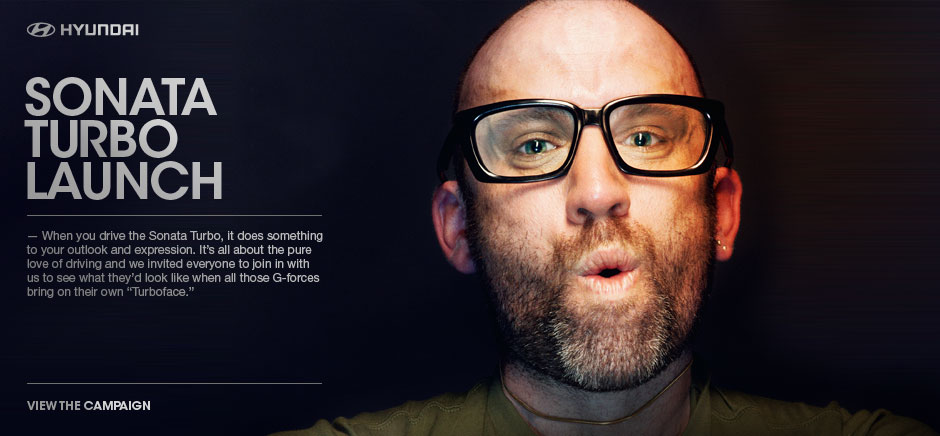 HYUNDAI
SONATA
TURBO
LAUNCH
— When you drive the Sonata Turbo, it does something
to your outlook and expression. It's all about the pure
love of driving and we invited everyone to join in with
us to see what they'd look like when all those G-forces
bring on their own “Turboface.”
VIEW THE CAMPAIGN